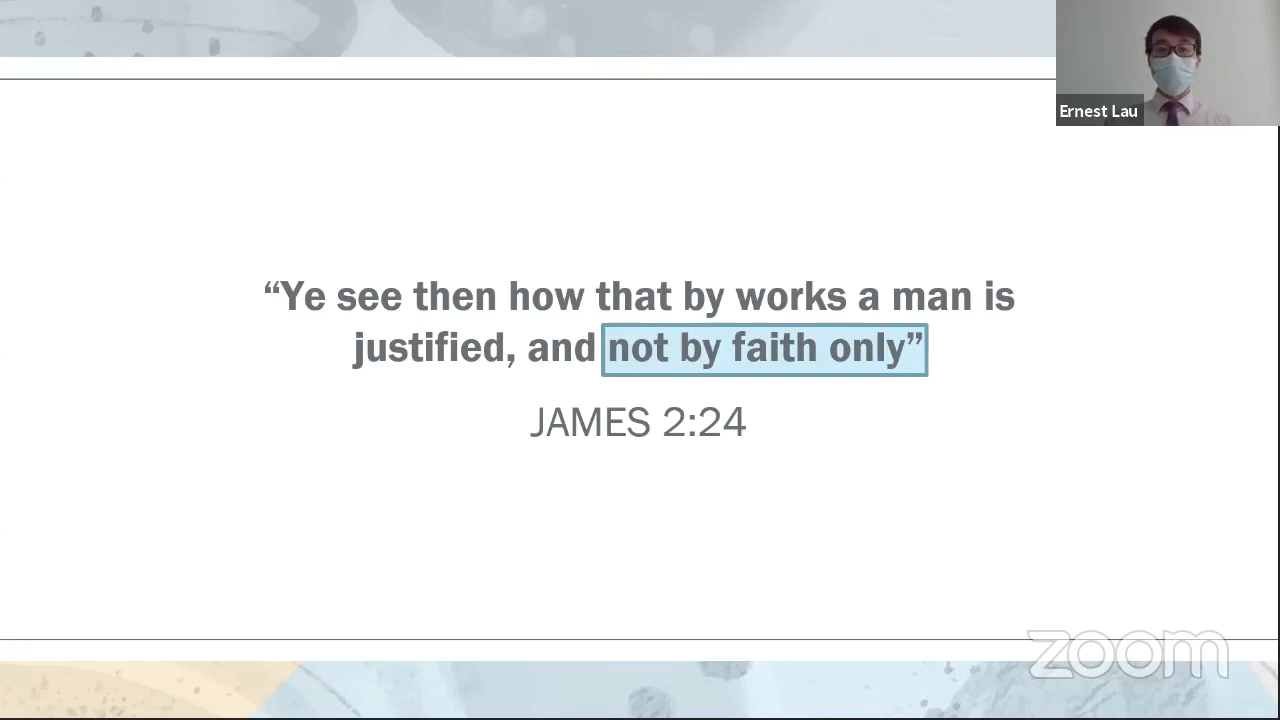 Ernest Lau
“Ye see then how that by works a man is
justified, and not by faith only”
JAMES 2:24
zoom